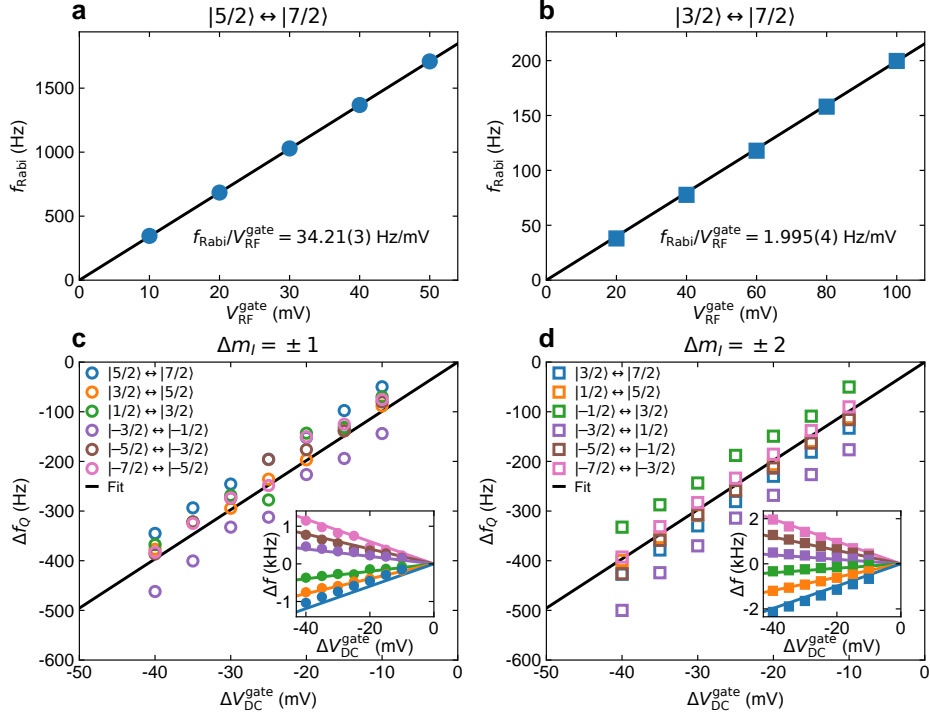 a
|5/2⟩ ↔ |7/2⟩
1500
1000
500
0
f_Rabi (Hz)
f_Rabi/V_RF^gate = 34.21(3) Hz/mV
0 10 20 30 40 50
V_RF^gate (mV)
b
|3/2⟩ ↔ |7/2⟩
200
150
100
50
0
f_Rabi (Hz)
f_Rabi/V_RF^gate = 1.995(4) Hz/mV
0 20 40 60 80 100
V_RF^gate (mV)
c
Δm_I = ±1
0
-100
-200
-300
-400
-500
-600
Δf_Q (Hz)
|5/2⟩ ↔ |7/2⟩
|3/2⟩ ↔ |5/2⟩
|1/2⟩ ↔ |3/2⟩
|−3/2⟩ ↔ |−1/2⟩
|−5/2⟩ ↔ |−3/2⟩
|−7/2⟩ ↔ |−5/2⟩
Fit
1
0
-1
Δf (kHz)
-40 -20 0
ΔV_DC^gate (mV)
-50 -40 -30 -20 -10 0
ΔV_DC^gate (mV)
d
Δm_I = ±2
0
-100
-200
-300
-400
-500
-600
Δf_Q (Hz)
|3/2⟩ ↔ |7/2⟩
|1/2⟩ ↔ |5/2⟩
|−1/2⟩ ↔ |3/2⟩
|−3/2⟩ ↔ |1/2⟩
|−5/2⟩ ↔ |−1/2⟩
|−7/2⟩ ↔ |−3/2⟩
Fit
2
0
-2
Δf (kHz)
-40 -20 0
ΔV_DC^gate (mV)
-50 -40 -30 -20 -10 0
ΔV_DC^gate (mV)